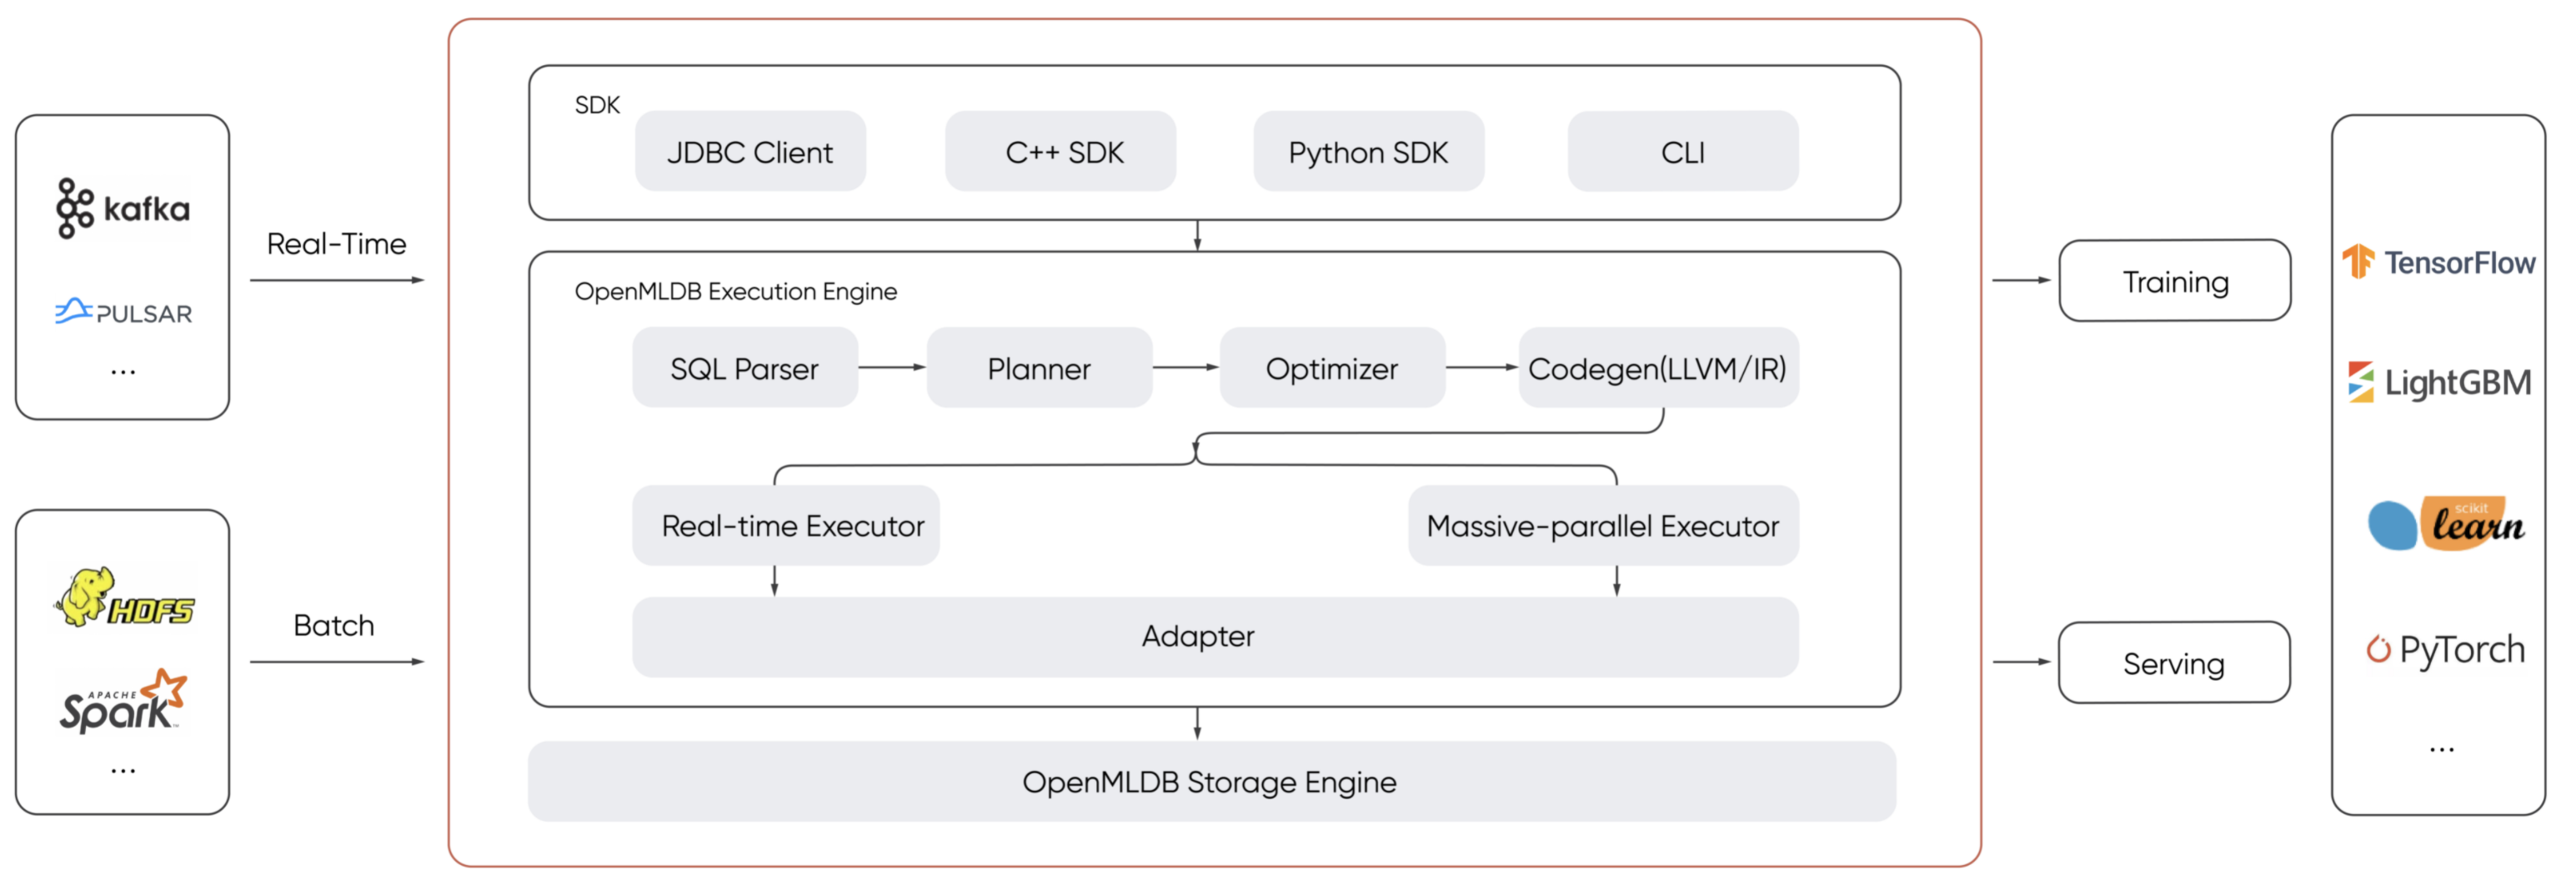 kafka
PULSAR
...
Real-Time
HDFS
APACHE
Spark™
...
Batch
SDK
JDBC Client
C++ SDK
Python SDK
CLI
OpenMLDB Execution Engine
SQL Parser
Planner
Optimizer
Codegen(LLVM/IR)
Real-time Executor
Massive-parallel Executor
Adapter
OpenMLDB Storage Engine
Training
Serving
TensorFlow
LightGBM
scikit
learn
PyTorch
...